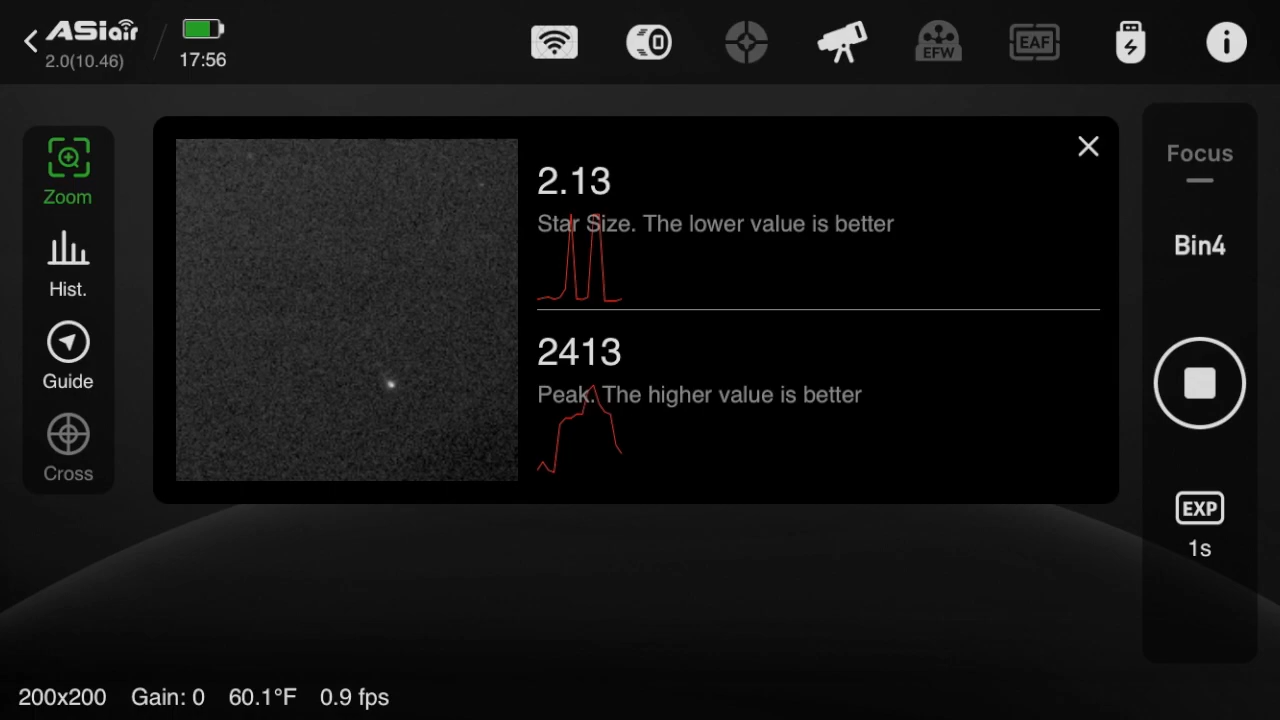 ASIair
2.0(10.46)
17:56
EFW
EAF
Zoom
Hist.
Guide
Cross
2.13
Star Size. The lower value is better
2413
Peak. The higher value is better
Focus
Bin4
EXP
1s
200x200 Gain: 0 60.1°F 0.9 fps